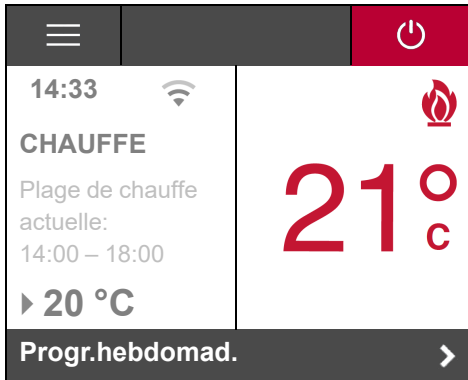 14:33
CHAUFFE
Plage de chauffe
actuelle:
14:00 – 18:00
20 °C
21°C
Progr.hebdomad.